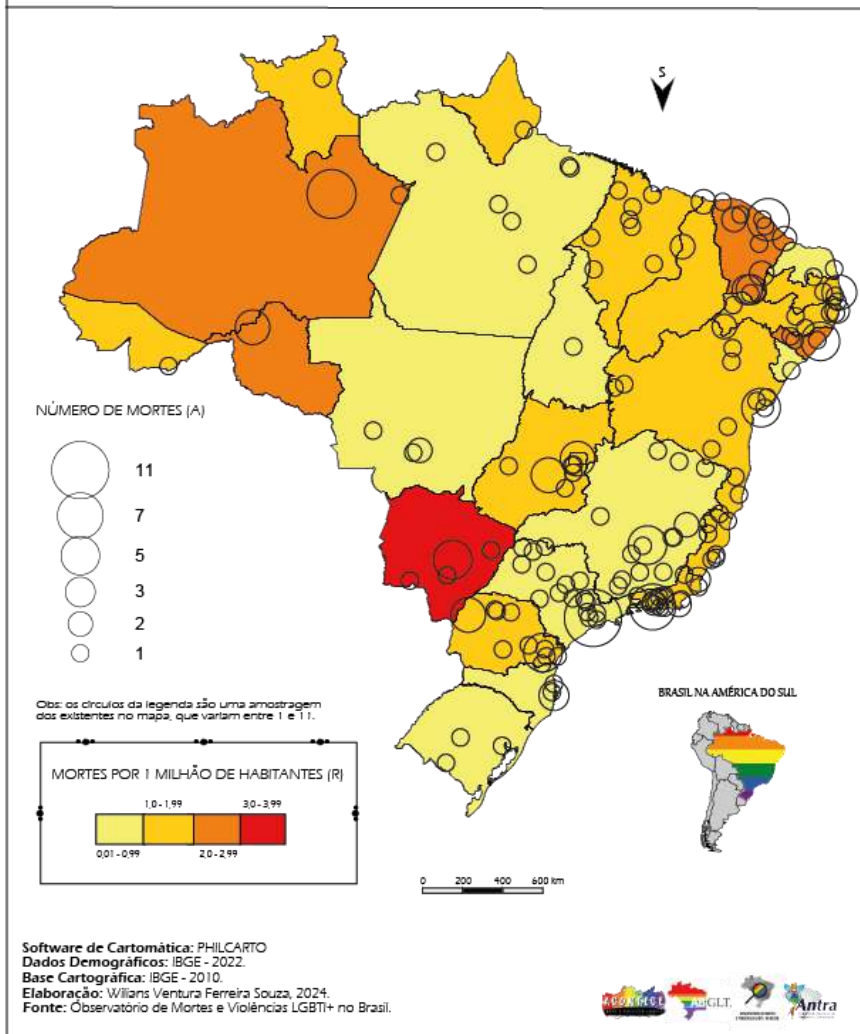 S
NÚMERO DE MORTES (A)
11
7
5
3
2
1
Obs: os círculos da legenda são uma amostragem
dos existentes no mapa, que variam entre 1 e 11.
MORTES POR 1 MILHÃO DE HABITANTES (R)
1,0 - 1,99
3,0 - 3,99
0,01 - 0,99
2,0 - 2,99
BRASIL NA AMÉRICA DO SUL
0 200 400 600 km
Software de Cartomática: PHILCARTO
Dados Demográficos: IBGE - 2022.
Base Cartográfica: IBGE - 2010.
Elaboração: Wilians Ventura Ferreira Souza, 2024.
Fonte: Observatório de Mortes e Violências LGBTI+ no Brasil.
ACONTECE
ABGLT.
Antra